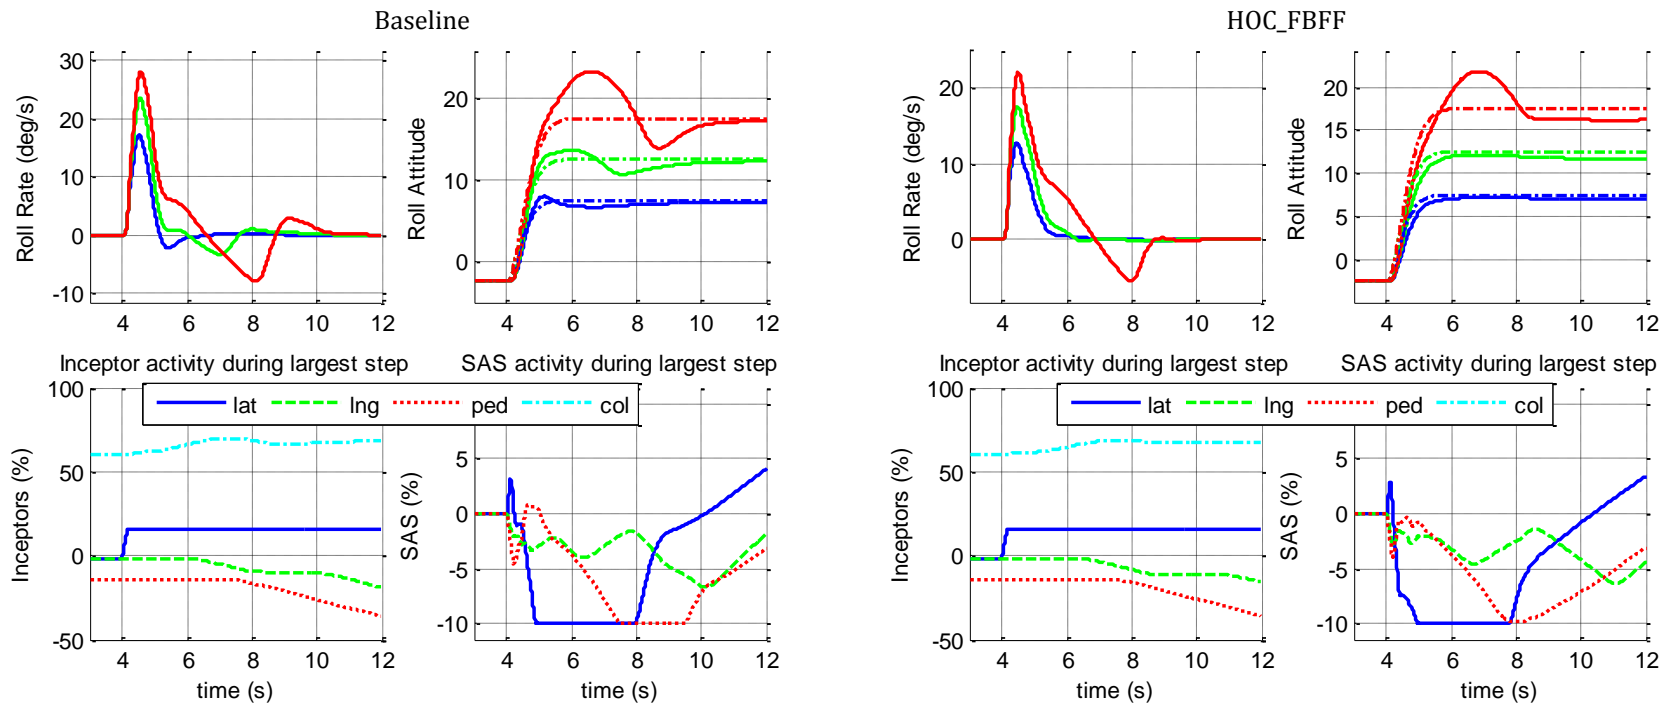 Baseline
HOC_FBFF
Roll Rate (deg/s)
30
20
10
0
-10
4 6 8 10 12
Roll Attitude
20
10
0
4 6 8 10 12
Roll Rate (deg/s)
20
10
0
4 6 8 10 12
Roll Attitude
20
15
10
5
0
4 6 8 10 12
Inceptor activity during largest step
SAS activity during largest step
Inceptor activity during largest step
SAS activity during largest step
lat lng ped col
lat lng ped col
Inceptors (%)
100
50
0
-50
4 6 8 10 12
time (s)
SAS (%)
5
0
-5
-10
4 6 8 10 12
time (s)
Inceptors (%)
100
50
0
-50
4 6 8 10 12
time (s)
SAS (%)
5
0
-5
-10
4 6 8 10 12
time (s)